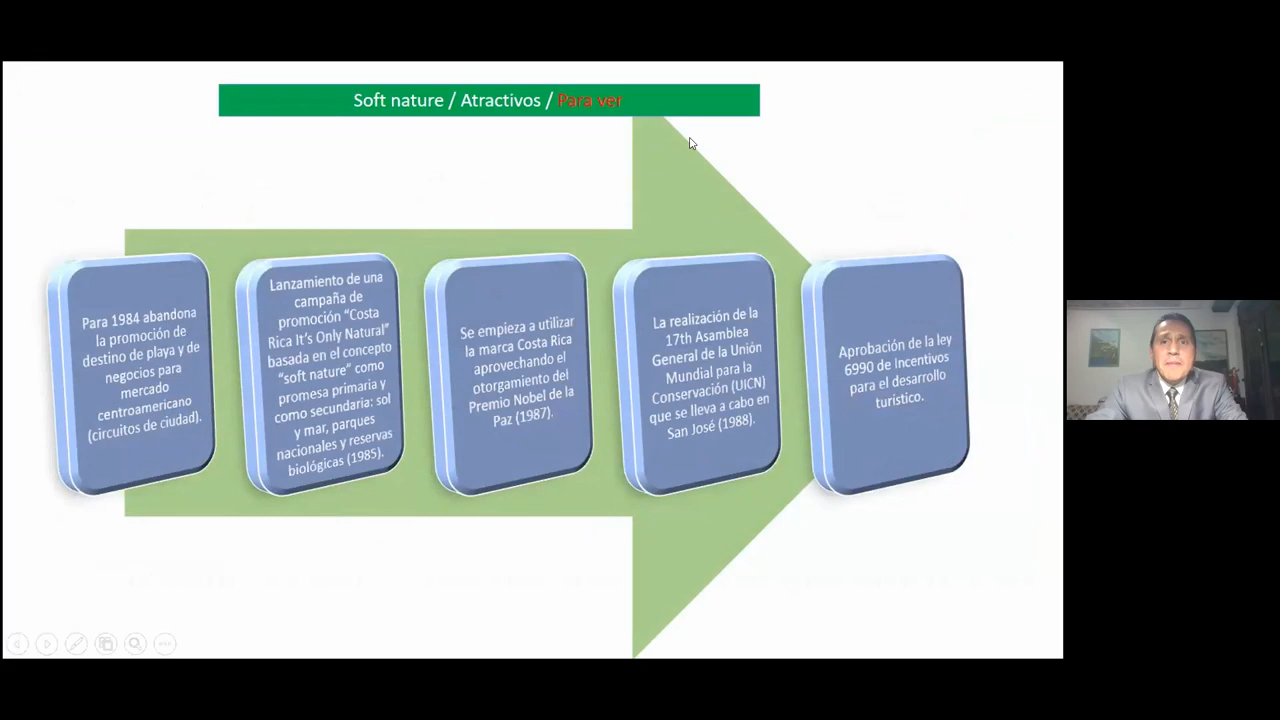 Soft nature / Atractivos / Para ver
Para 1984 abandona
la promoción de
destino de playa y de
negocios para
mercado
centroamericano
(circuitos de ciudad).
Lanzamiento de una
campaña de
promoción “Costa
Rica It’s Only Natural”
basada en el concepto
“soft nature” como
promesa primaria y
como secundaria: sol
y mar, parques
nacionales y reservas
biológicas (1985).
Se empieza a utilizar
la marca Costa Rica
aprovechando el
otorgamiento del
Premio Nobel de la
Paz (1987).
La realización de la
17th Asamblea
General de la Unión
Mundial para la
Conservación (UICN)
que se lleva a cabo en
San José (1988).
Aprobación de la ley
6990 de Incentivos
para el desarrollo
turístico.